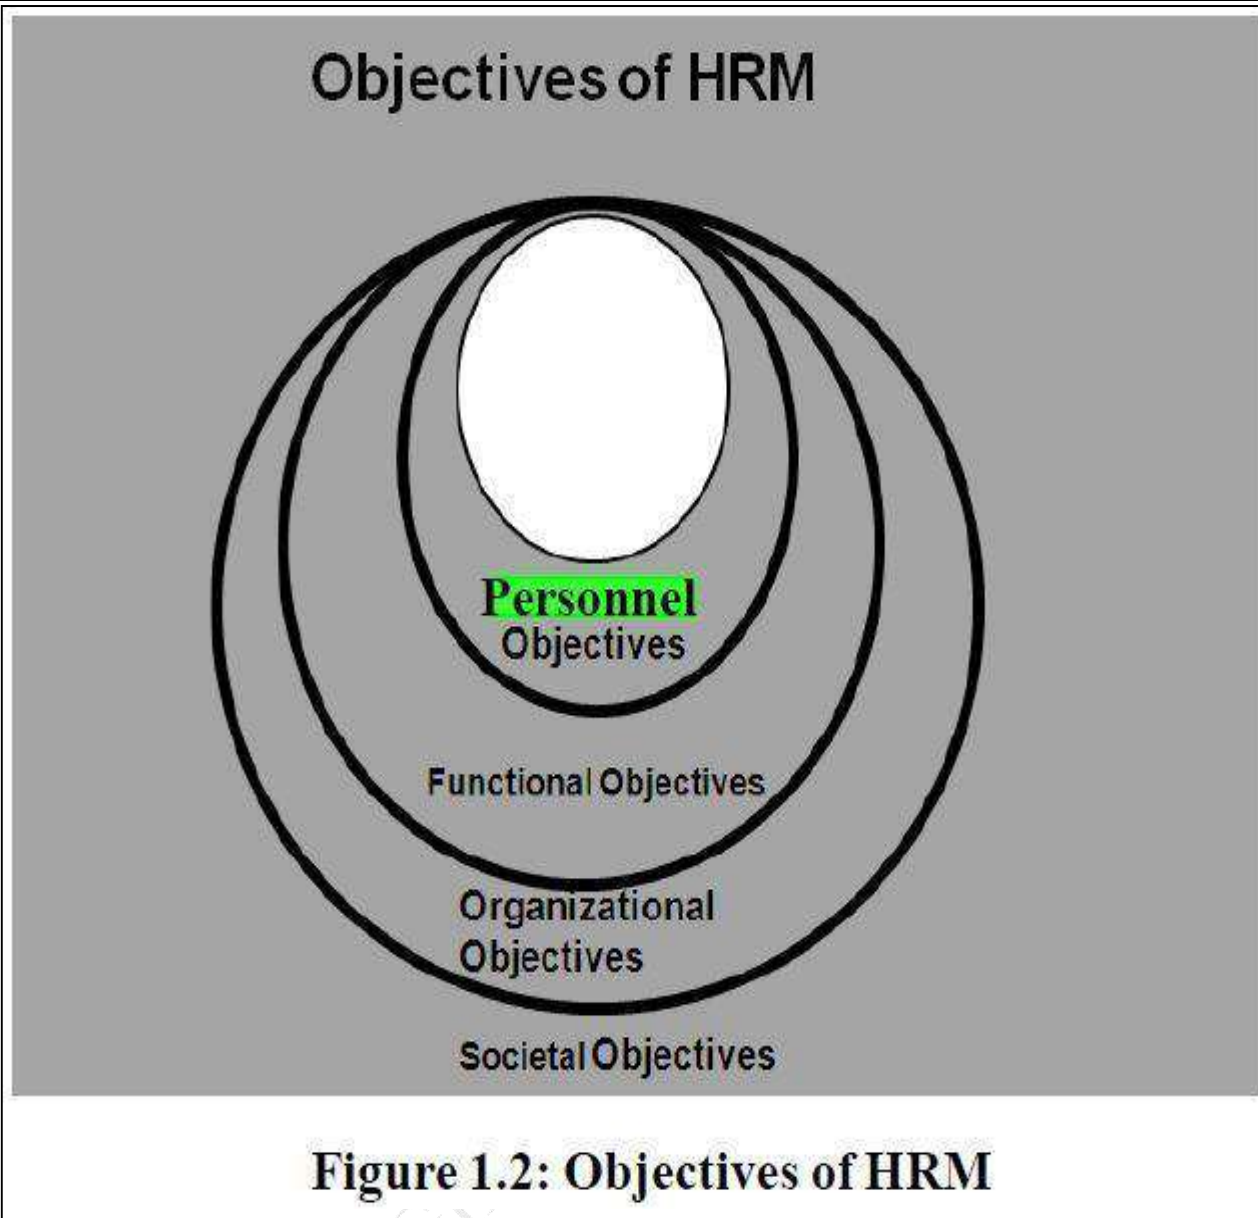 Objectives of HRM
Personnel
Objectives
Functional Objectives
Organizational
Objectives
Societal Objectives
Figure 1.2: Objectives of HRM